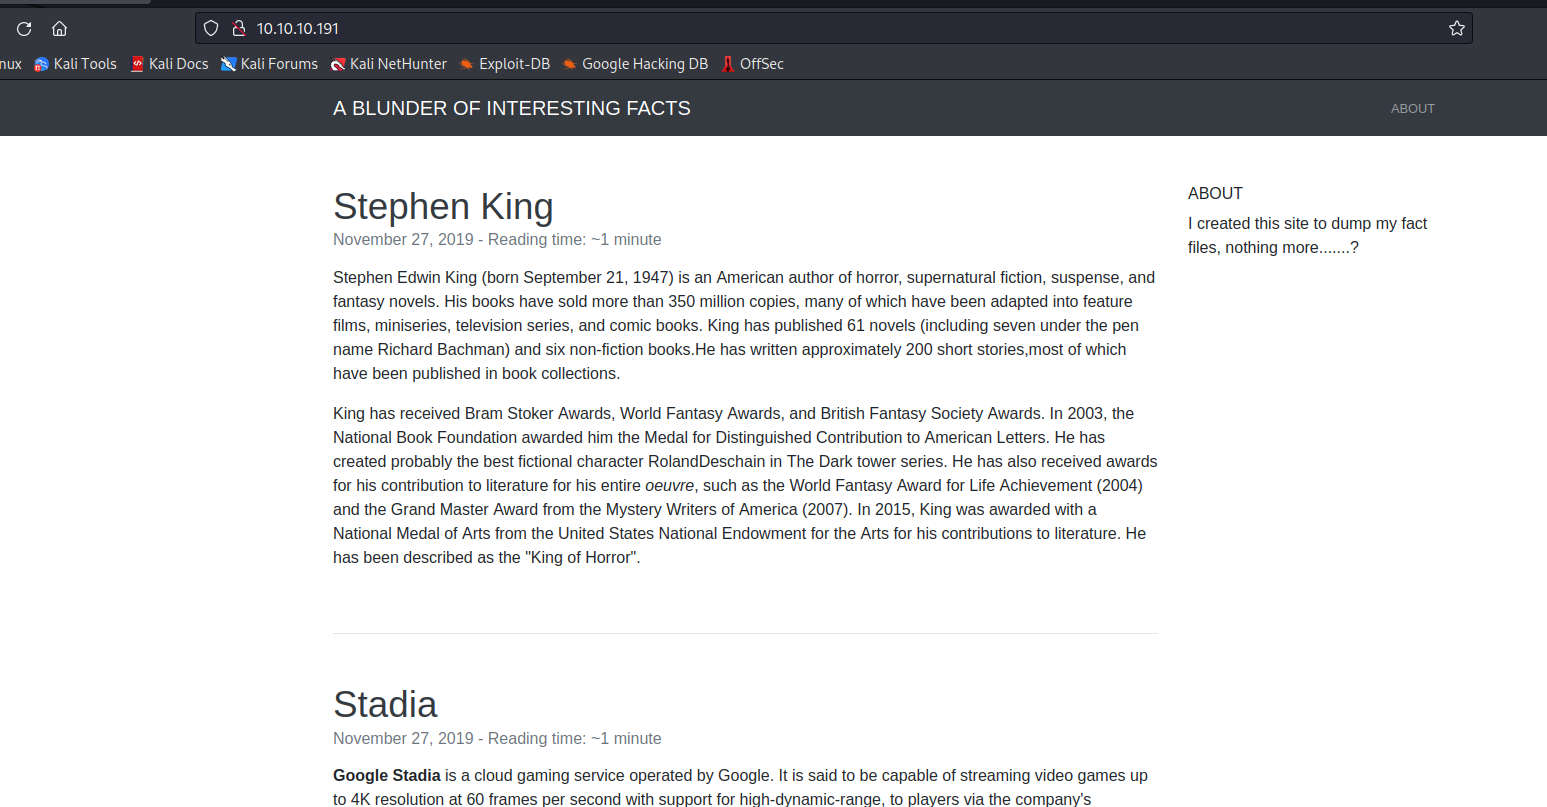 10.10.10.191
nux Kali Tools Kali Docs Kali Forums Kali NetHunter Exploit-DB Google Hacking DB OffSec
A BLUNDER OF INTERESTING FACTS
ABOUT
Stephen King
November 27, 2019 - Reading time: ~1 minute
Stephen Edwin King (born September 21, 1947) is an American author of horror, supernatural fiction, suspense, and
fantasy novels. His books have sold more than 350 million copies, many of which have been adapted into feature
films, miniseries, television series, and comic books. King has published 61 novels (including seven under the pen
name Richard Bachman) and six non-fiction books.He has written approximately 200 short stories,most of which
have been published in book collections.
King has received Bram Stoker Awards, World Fantasy Awards, and British Fantasy Society Awards. In 2003, the
National Book Foundation awarded him the Medal for Distinguished Contribution to American Letters. He has
created probably the best fictional character RolandDeschain in The Dark tower series. He has also received awards
for his contribution to literature for his entire oeuvre, such as the World Fantasy Award for Life Achievement (2004)
and the Grand Master Award from the Mystery Writers of America (2007). In 2015, King was awarded with a
National Medal of Arts from the United States National Endowment for the Arts for his contributions to literature. He
has been described as the "King of Horror".
Stadia
November 27, 2019 - Reading time: ~1 minute
Google Stadia is a cloud gaming service operated by Google. It is said to be capable of streaming video games up
to 4K resolution at 60 frames per second with support for high-dynamic-range, to players via the company's
ABOUT
I created this site to dump my fact
files, nothing more.......?